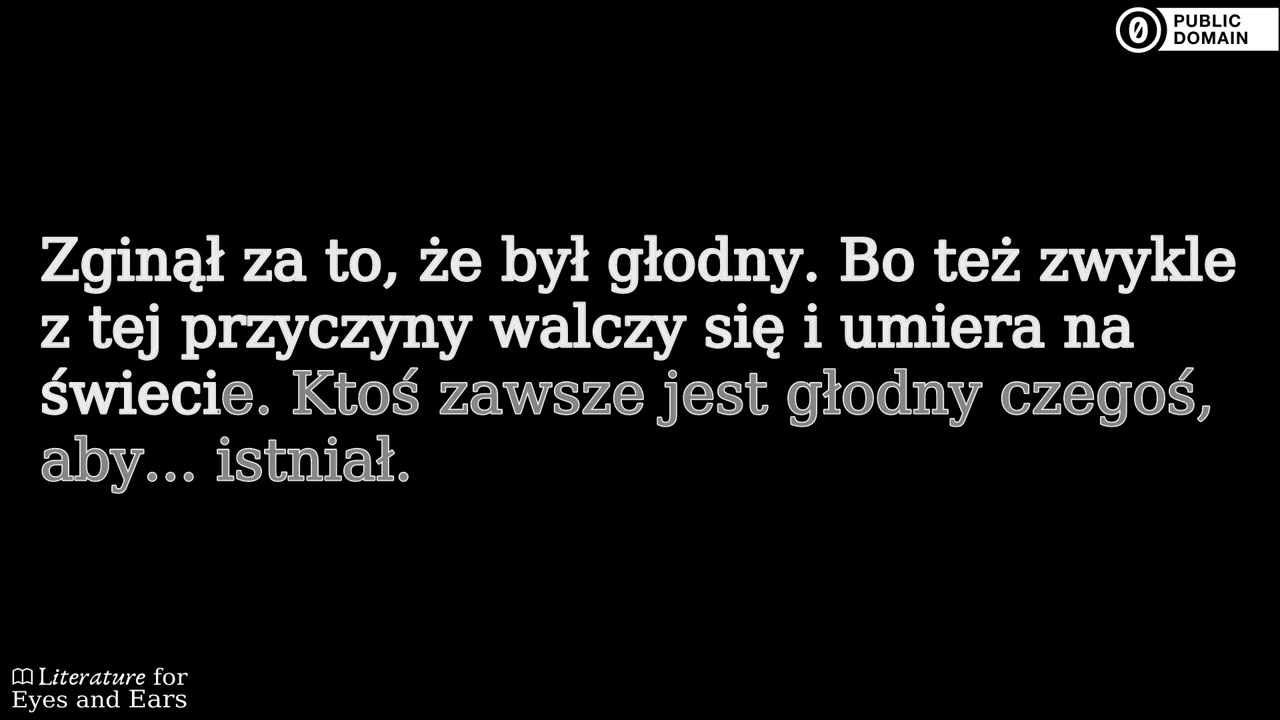 PUBLIC
DOMAIN
Zginął za to, że był głodny. Bo też zwykle
z tej przyczyny walczy się i umiera na
świecie. Ktoś zawsze jest głodny czegoś,
aby... istniał.
Literature for
Eyes and Ears